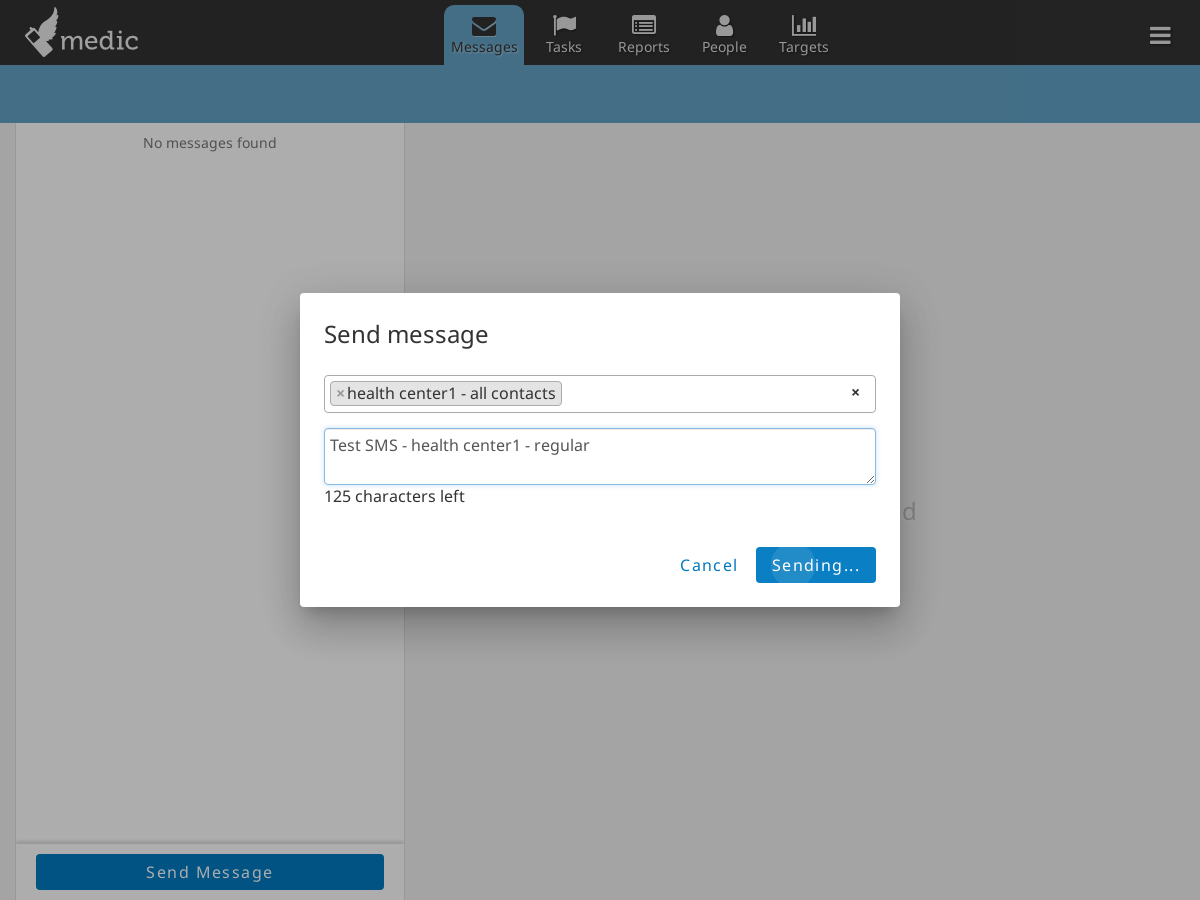 medic
Messages
Tasks
Reports
People
Targets
No messages found
Send message
×health center1 - all contacts ×
Test SMS - health center1 - regular
125 characters left
d
Cancel
Sending...
Send Message